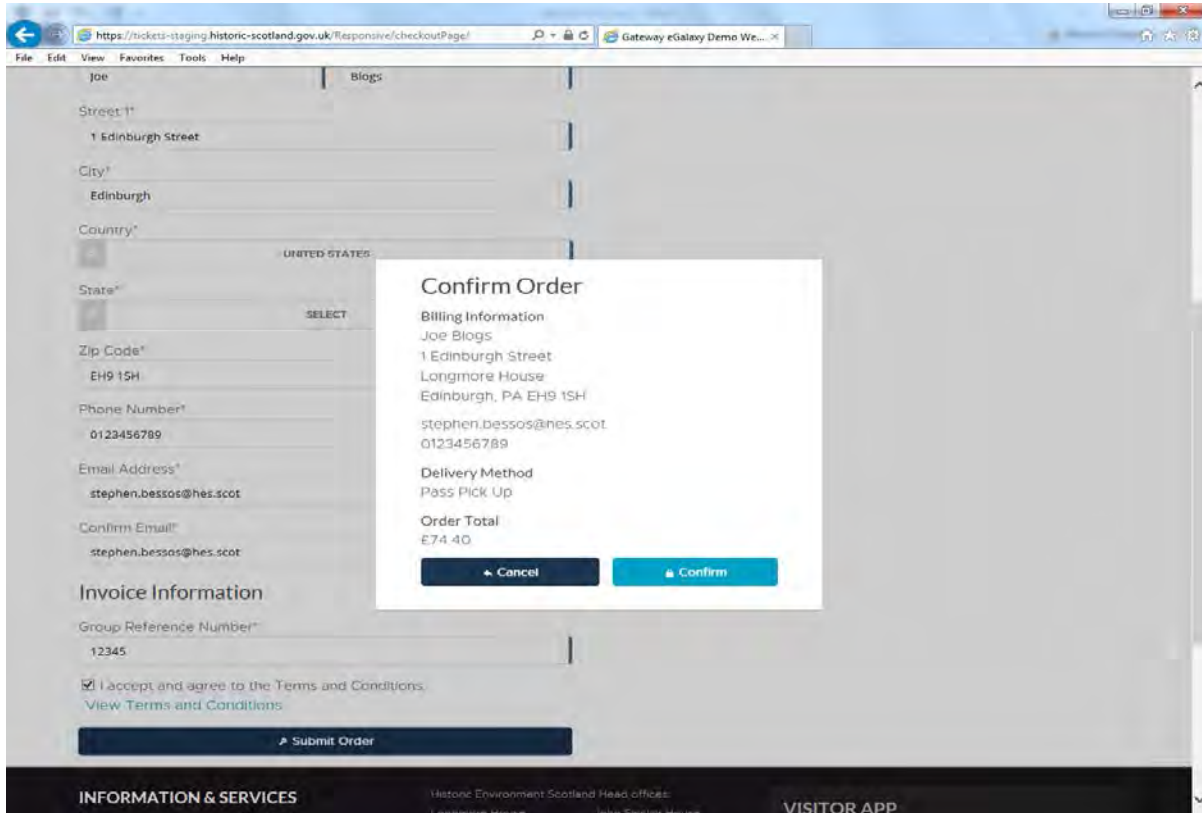 https://tickets-staging.historic-scotland.gov.uk/Responsive/checkoutPage/
Gateway eGalaxy Demo We...
File Edit View Favorites Tools Help
Joe Blogs
Street 1*
1 Edinburgh Street
City*
Edinburgh
Country*
UNITED STATES
State*
SELECT
Zip Code*
EH9 1SH
Phone Number*
0123456789
Email Address*
stephen.bessos@hes.scot
Confirm Email*
stephen.bessos@hes.scot
Invoice Information
Group Reference Number*
12345
I accept and agree to the Terms and Conditions.
View Terms and Conditions
Submit Order
Confirm Order
Billing Information
Joe Blogs
1 Edinburgh Street
Longmore House
Edinburgh, PA EH9 1SH
stephen.bessos@hes.scot
0123456789
Delivery Method
Pass Pick Up
Order Total
£74.40
Cancel
Confirm
INFORMATION & SERVICES
Historic Environment Scotland Head offices:
VISITOR APP